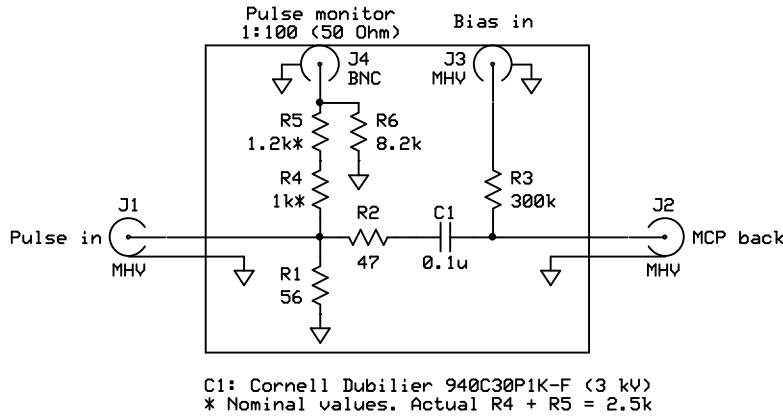 Pulse monitor
1:100 (50 Ohm)
Bias in
J4
BNC
J3
MHV
R5
1.2k*
R6
8.2k
R4
1k*
R3
300k
J1
Pulse in
MHV
R2
47
C1
0.1u
J2
MCP back
MHV
R1
56
C1: Cornell Dubilier 940C30P1K-F (3 kV)
* Nominal values. Actual R4 + R5 = 2.5k